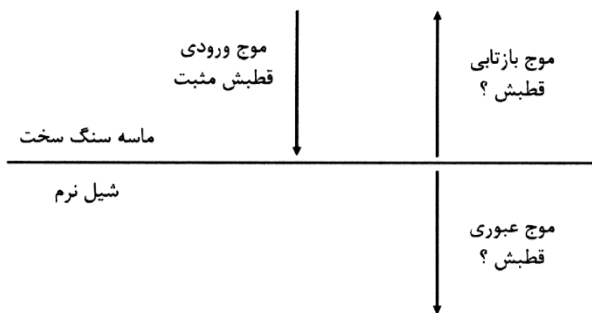 موج ورودی
قطبش مثبت
موج بازتابی
قطبش ؟
ماسه سنگ سخت
شیل نرم
موج عبوری
قطبش ؟